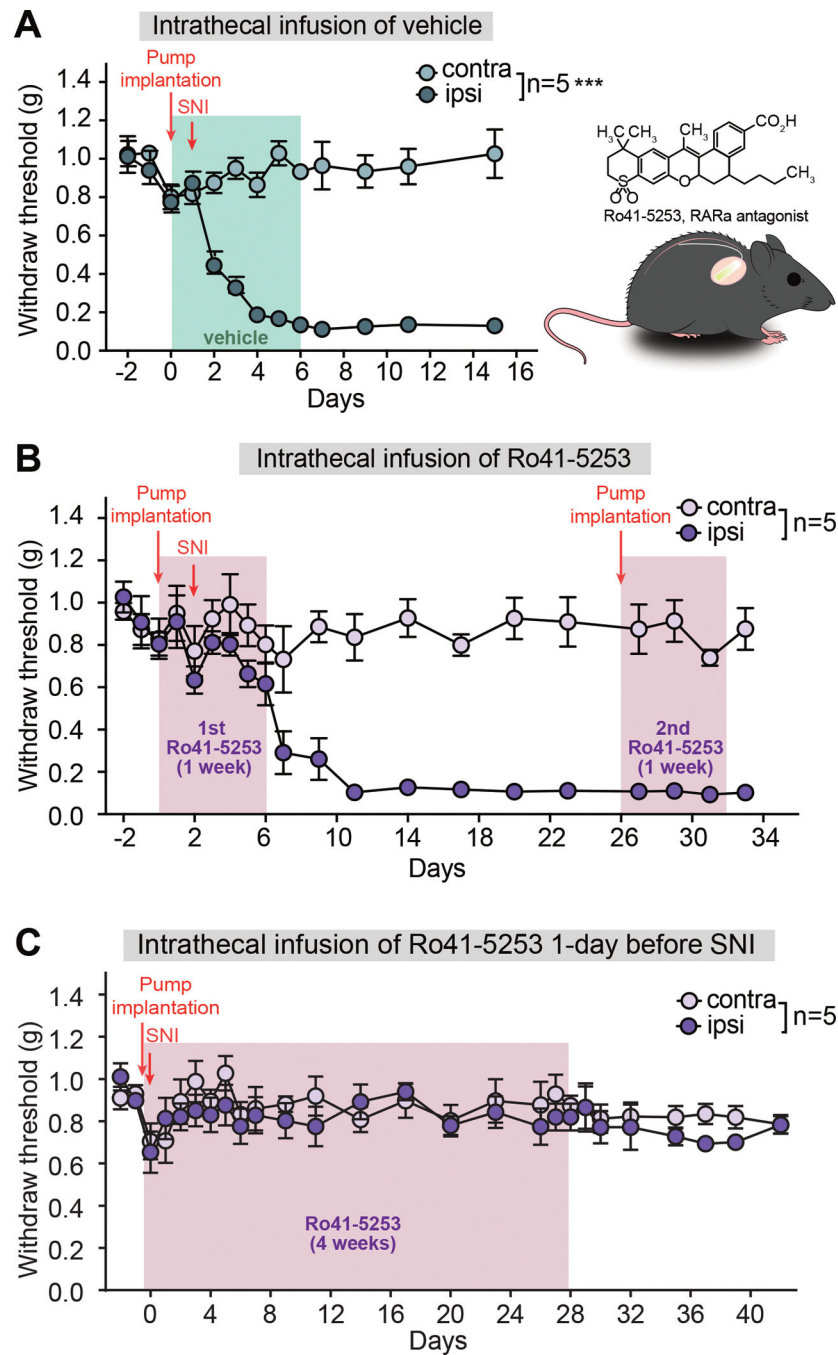 A
Intrathecal infusion of vehicle
Pump
implantation
SNI
contra
ipsi
n=5 ***
Withdraw threshold (g)
1.4
1.2
1.0
0.8
0.6
0.4
0.2
0.0
vehicle
-2 0 2 4 6 8 10 12 14 16
Days
H₃C CH₃ CH₃ CO₂H
S O O O CH₃
Ro41-5253, RARa antagonist
B
Intrathecal infusion of Ro41-5253
Pump
implantation
SNI
Pump
implantation
contra
ipsi
n=5
Withdraw threshold (g)
1.4
1.2
1.0
0.8
0.6
0.4
0.2
0.0
1st
Ro41-5253
(1 week)
2nd
Ro41-5253
(1 week)
-2 2 6 10 14 18 22 26 30 34
Days
C
Intrathecal infusion of Ro41-5253 1-day before SNI
Pump
implantation
SNI
contra
ipsi
n=5
Withdraw threshold (g)
1.4
1.2
1.0
0.8
0.6
0.4
0.2
0.0
Ro41-5253
(4 weeks)
0 4 8 12 16 20 24 28 32 36 40
Days